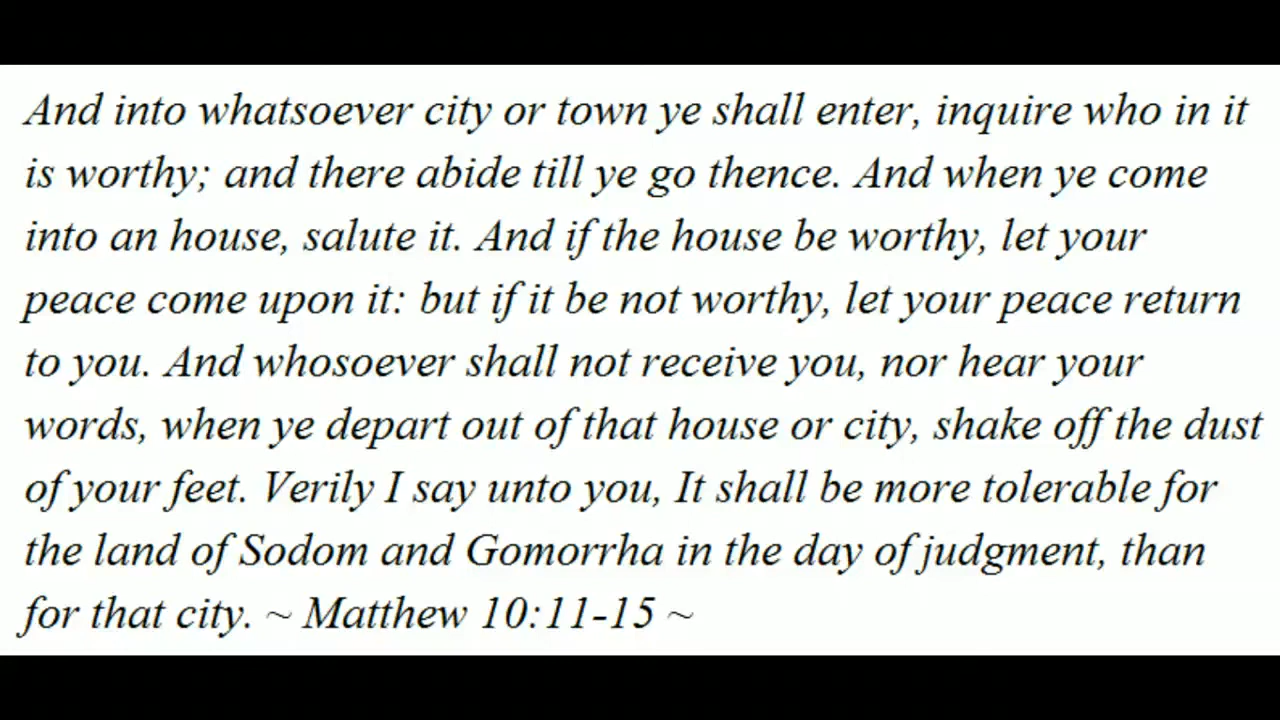 And into whatsoever city or town ye shall enter, inquire who in it
is worthy; and there abide till ye go thence. And when ye come
into an house, salute it. And if the house be worthy, let your
peace come upon it: but if it be not worthy, let your peace return
to you. And whosoever shall not receive you, nor hear your
words, when ye depart out of that house or city, shake off the dust
of your feet. Verily I say unto you, It shall be more tolerable for
the land of Sodom and Gomorrha in the day of judgment, than
for that city. ~ Matthew 10:11-15 ~